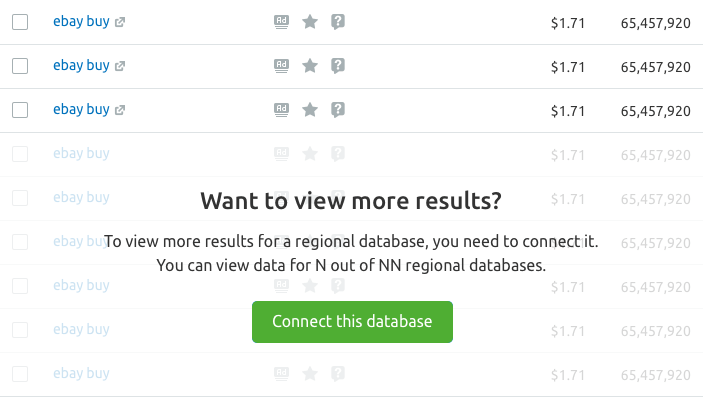 ebay buy Ad ? $1.71 65,457,920
ebay buy Ad ? $1.71 65,457,920
ebay buy Ad ? $1.71 65,457,920
ebay buy Ad ? $1.71 65,457,920
ebay buy Ad ? $1.71 65,457,920
Want to view more results?
ebay buy Ad ? $1.71 65,457,920
To view more results for a regional database, you need to connect it.
You can view data for N out of NN regional databases.
ebay buy Ad ? $1.71 65,457,920
ebay buy $1.71 65,457,920
Connect this database
ebay buy Ad ? $1.71 65,457,920